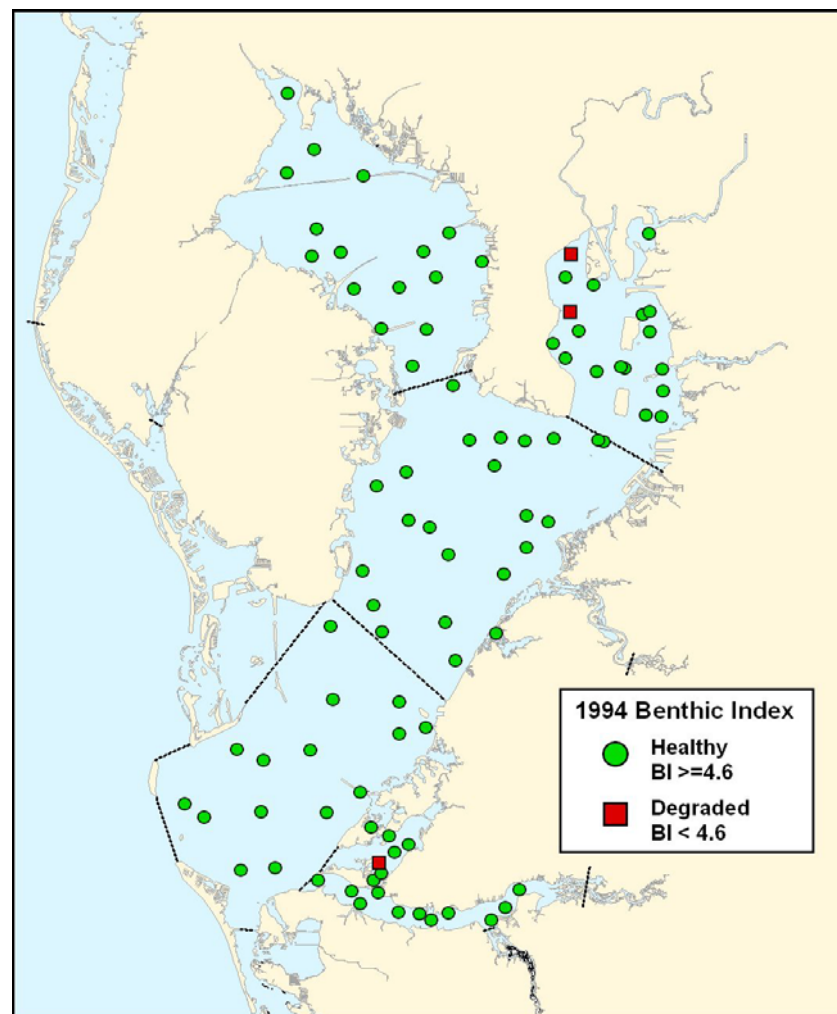 1994 Benthic Index
Healthy
BI >=4.6
Degraded
BI < 4.6